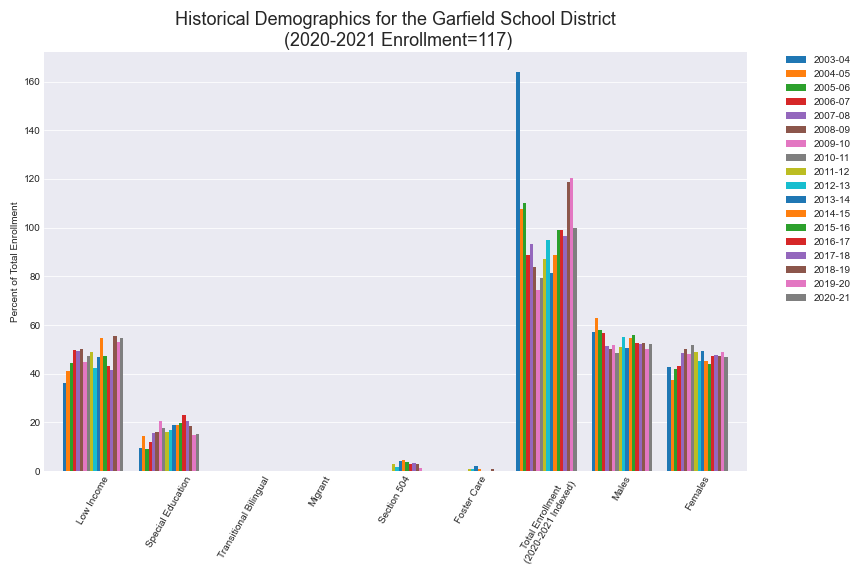 Historical Demographics for the Garfield School District
(2020-2021 Enrollment=117)
Percent of Total Enrollment
160
140
120
100
80
60
40
20
0
Low Income
Special Education
Transitional Bilingual
Migrant
Section 504
Foster Care
Total Enrollment
(2020-2021 Indexed)
Males
Females
2003-04
2004-05
2005-06
2006-07
2007-08
2008-09
2009-10
2010-11
2011-12
2012-13
2013-14
2014-15
2015-16
2016-17
2017-18
2018-19
2019-20
2020-21